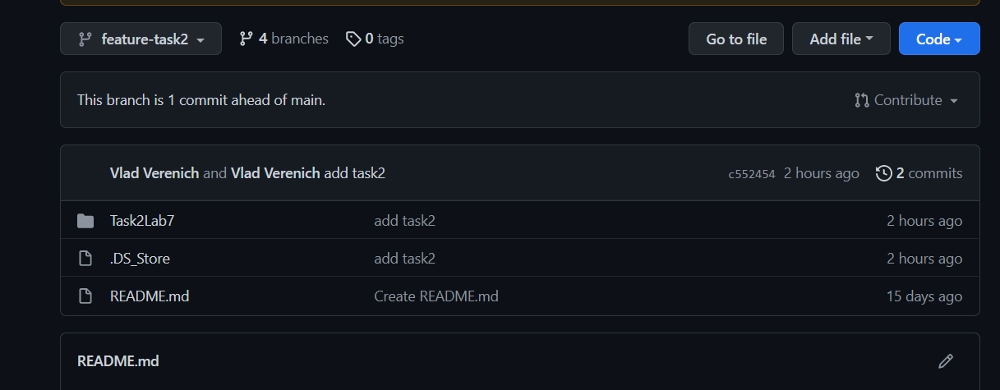 feature-task2 4 branches 0 tags Go to file Add file Code
This branch is 1 commit ahead of main. Contribute
Vlad Verenich and Vlad Verenich add task2 c552454 2 hours ago 2 commits
Task2Lab7 add task2 2 hours ago
.DS_Store add task2 2 hours ago
README.md Create README.md 15 days ago
README.md